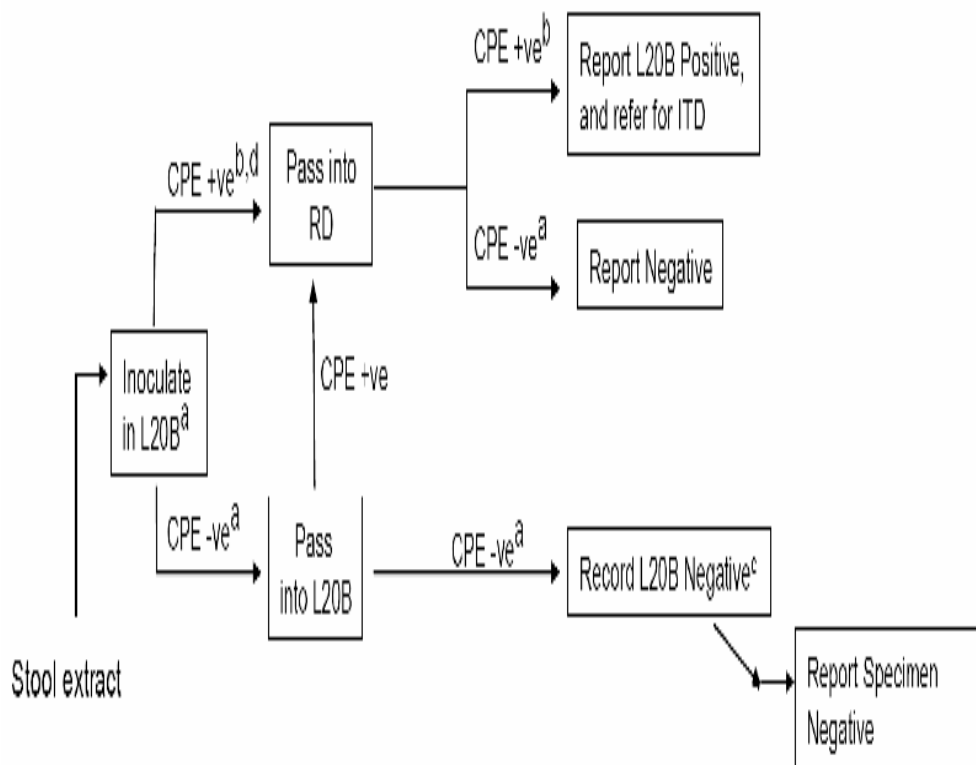 CPE +ve^b
Report L20B Positive,
and refer for ITD
CPE +ve^b,d
Pass into
RD
CPE -ve^a
Report Negative
Inoculate
in L20B^a
CPE +ve
CPE -ve^a
Pass
into L20B
CPE -ve^a
Record L20B Negative^c
Stool extract
Report Specimen
Negative